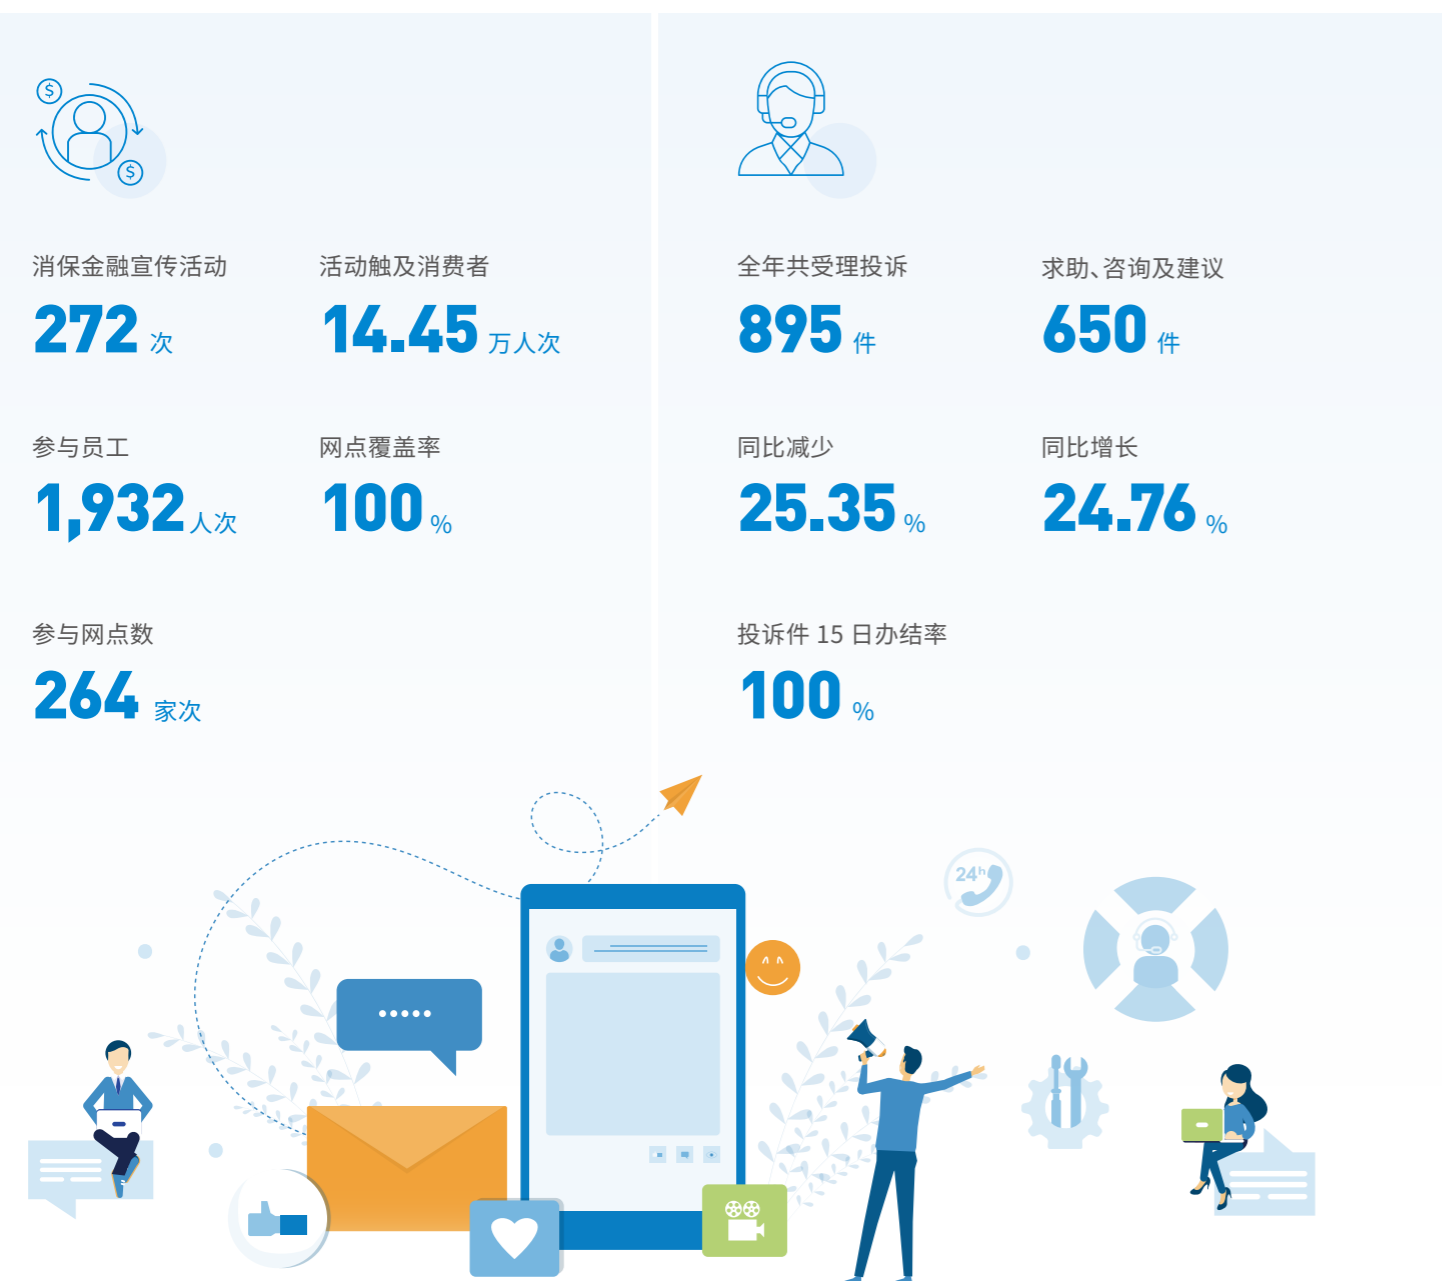 $
$
消保金融宣传活动
272 次
活动触及消费者
14.45 万人次
参与员工
1,932 人次
网点覆盖率
100 %
参与网点数
264 家次
全年共受理投诉
895 件
求助、咨询及建议
650 件
同比减少
25.35 %
同比增长
24.76 %
投诉件 15 日办结率
100 %
24h